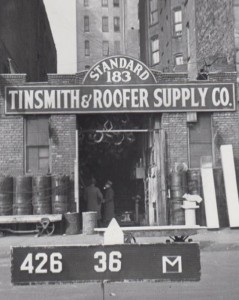 STANDARD
183
TINSMITH & ROOFER SUPPLY CO.
426 36 M